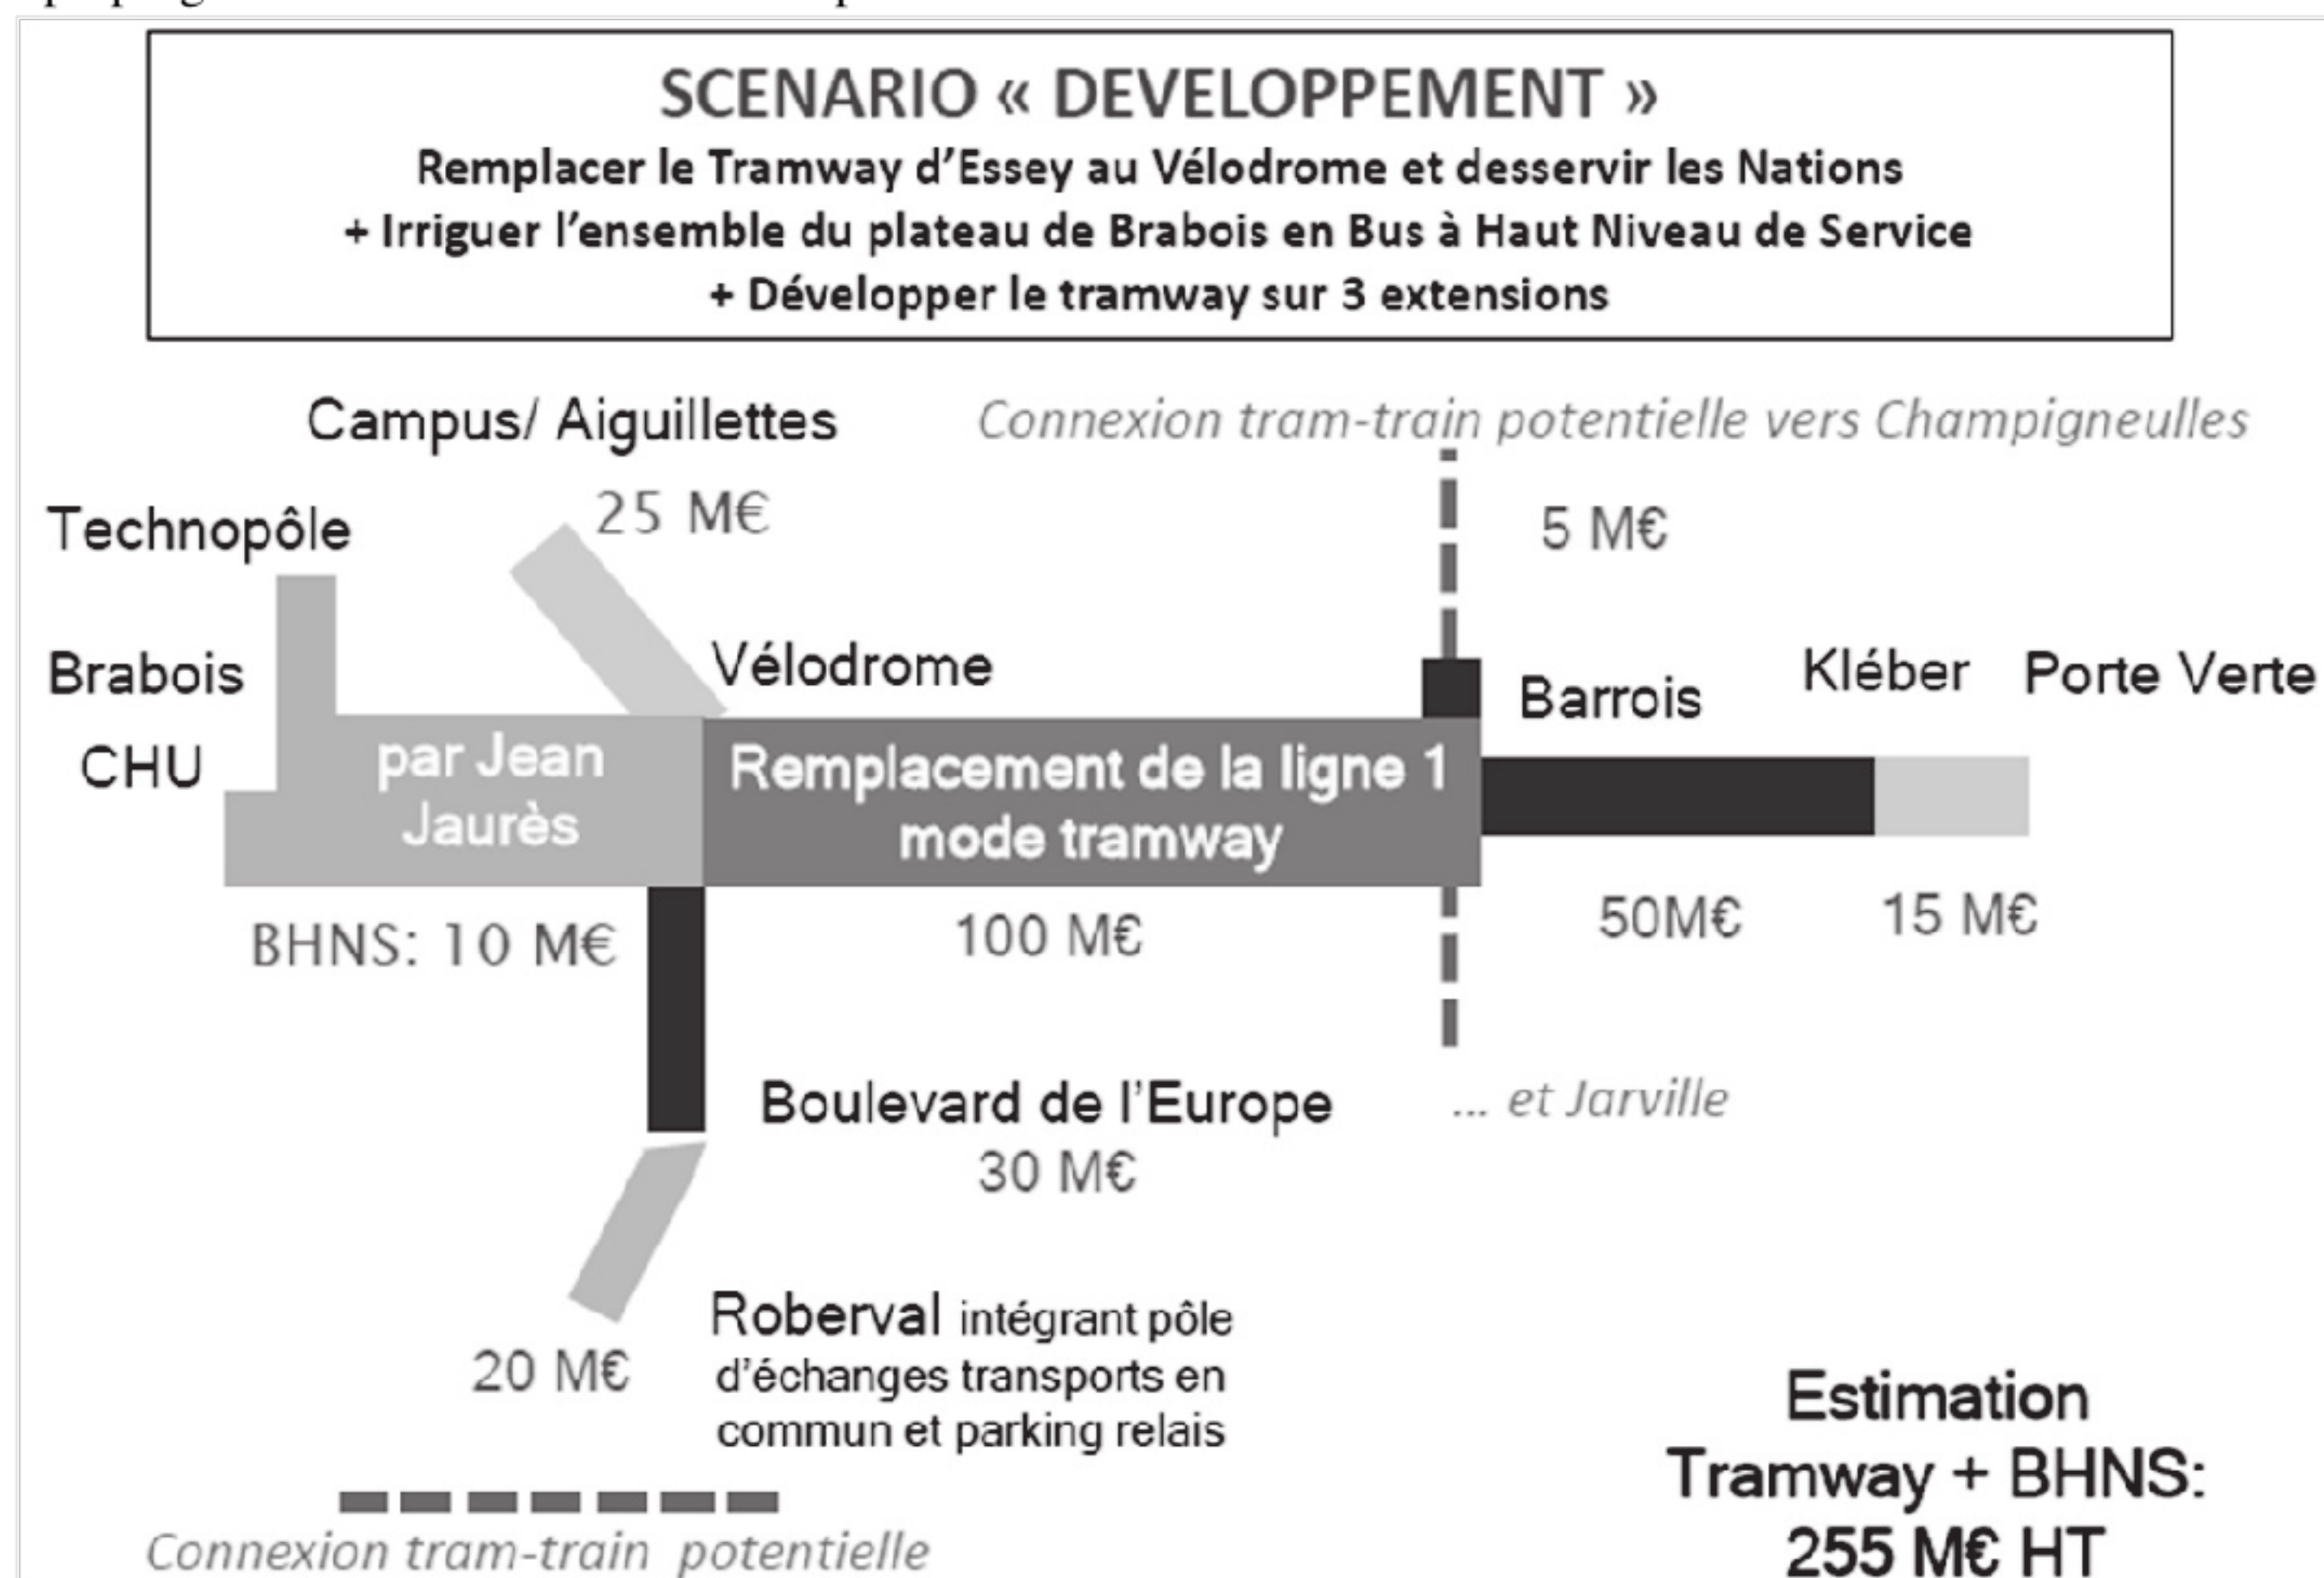 SCENARIO « DEVELOPPEMENT »
Remplacer le Tramway d’Essey au Vélodrome et desservir les Nations
+ Irriguer l’ensemble du plateau de Brabois en Bus à Haut Niveau de Service
+ Développer le tramway sur 3 extensions
Campus/ Aiguillettes
Connexion tram-train potentielle vers Champigneulles
25 M€
5 M€
Technopôle
Brabois
CHU
Vélodrome
Barrois
Kléber
Porte Verte
par Jean
Jaurès
Remplacement de la ligne 1
mode tramway
BHNS: 10 M€
100 M€
50M€
15 M€
Boulevard de l’Europe
30 M€
... et Jarville
20 M€
Roberval intégrant pôle
d’échanges transports en
commun et parking relais
Connexion tram-train potentielle
Estimation
Tramway + BHNS:
255 M€ HT